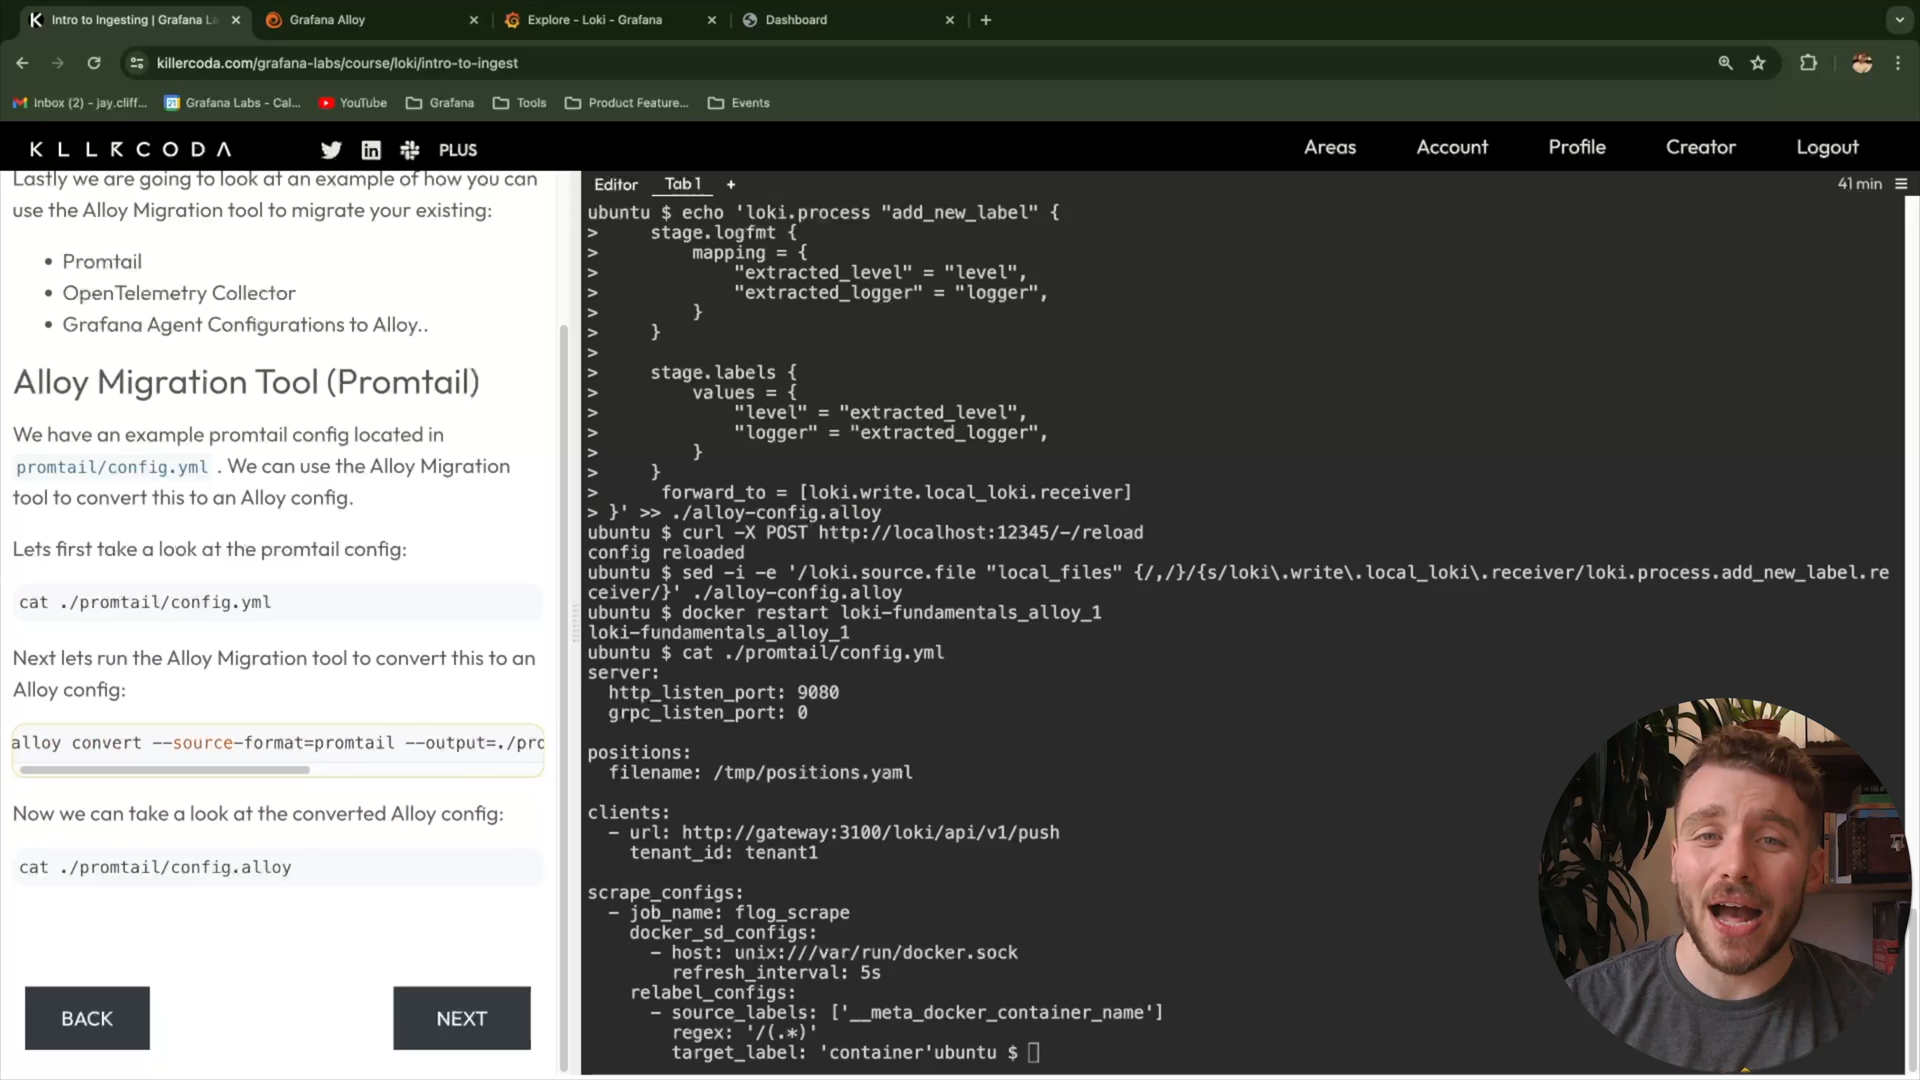 Intro to Ingesting | Grafana La
Grafana Alloy
Explore - Loki - Grafana
Dashboard
killercoda.com/grafana-labs/course/loki/intro-to-ingest
Inbox (2) - jay.cliff...
Grafana Labs - Cal...
YouTube
Grafana
Tools
Product Feature...
Events
KLLRCODA
PLUS
Areas
Account
Profile
Creator
Logout
Lastly we are going to look at an example of how you can
use the Alloy Migration tool to migrate your existing:
• Promtail
• OpenTelemetry Collector
• Grafana Agent Configurations to Alloy..
Alloy Migration Tool (Promtail)
We have an example promtail config located in
promtail/config.yml . We can use the Alloy Migration
tool to convert this to an Alloy config.
Lets first take a look at the promtail config:
cat ./promtail/config.yml
Next lets run the Alloy Migration tool to convert this to an
Alloy config:
alloy convert --source-format=promtail --output=./pro
Now we can take a look at the converted Alloy config:
cat ./promtail/config.alloy
BACK
NEXT
Editor
Tab 1
+
41 min
ubuntu $ echo 'loki.process "add_new_label" {
>     stage.logfmt {
>         mapping = {
>             "extracted_level" = "level",
>             "extracted_logger" = "logger",
>         }
>     }
>
>     stage.labels {
>         values = {
>             "level" = "extracted_level",
>             "logger" = "extracted_logger",
>         }
>     }
>      forward_to = [loki.write.local_loki.receiver]
> }' >> ./alloy-config.alloy
ubuntu $ curl -X POST http://localhost:12345/-/reload
config reloaded
ubuntu $ sed -i -e '/loki.source.file "local_files" {/,/}/{s/loki\.write\.local_loki\.receiver/loki.process.add_new_label.re
ceiver/}' ./alloy-config.alloy
ubuntu $ docker restart loki-fundamentals_alloy_1
loki-fundamentals_alloy_1
ubuntu $ cat ./promtail/config.yml
server:
  http_listen_port: 9080
  grpc_listen_port: 0
positions:
  filename: /tmp/positions.yaml
clients:
  - url: http://gateway:3100/loki/api/v1/push
    tenant_id: tenant1
scrape_configs:
  - job_name: flog_scrape
    docker_sd_configs:
      - host: unix:///var/run/docker.sock
        refresh_interval: 5s
    relabel_configs:
      - source_labels: ['__meta_docker_container_name']
        regex: '/(.*)'
        target_label: 'container'ubuntu $